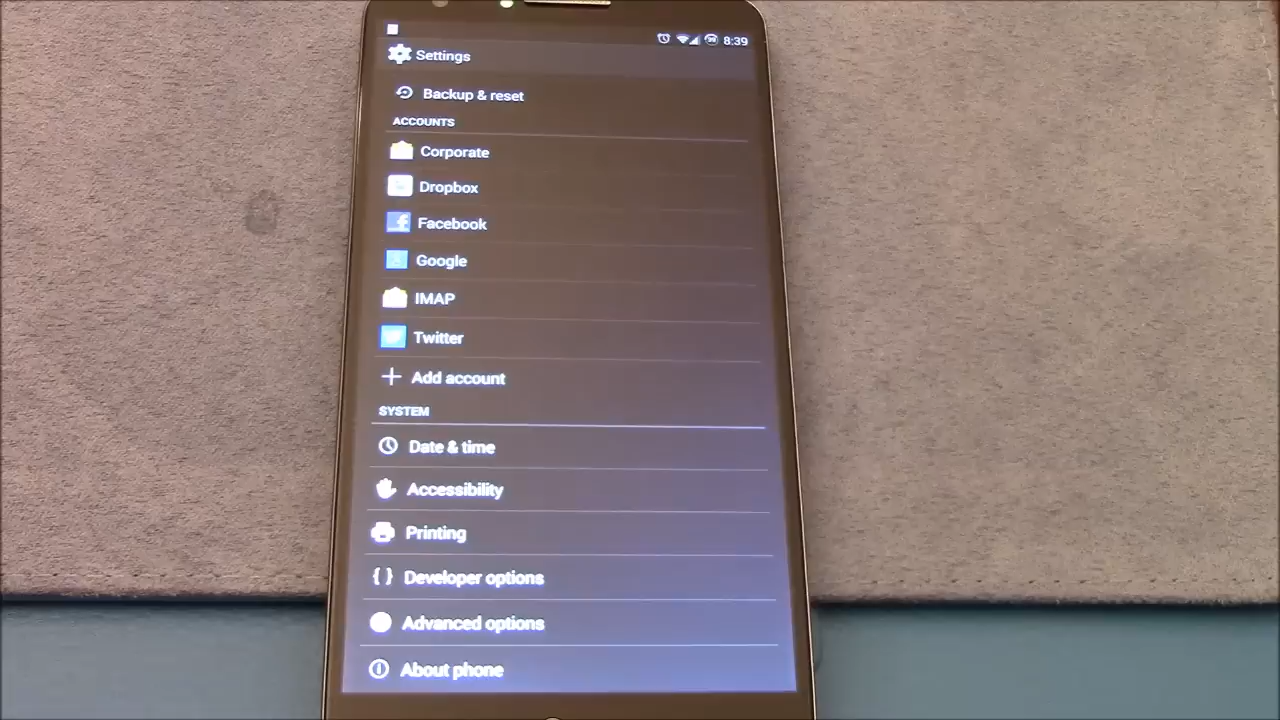 8:39
Settings
Backup & reset
ACCOUNTS
Corporate
Dropbox
Facebook
Google
IMAP
Twitter
Add account
SYSTEM
Date & time
Accessibility
Printing
{ } Developer options
Advanced options
About phone